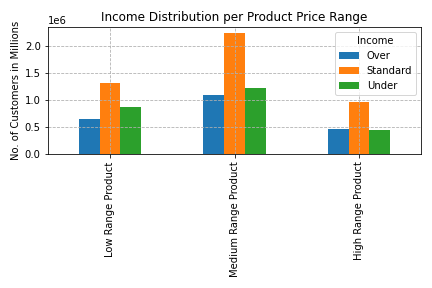 Income Distribution per Product Price Range
1e6
No. of Customers in Millions
2.0
1.5
1.0
0.5
0.0
Income
Over
Standard
Under
Low Range Product
Medium Range Product
High Range Product